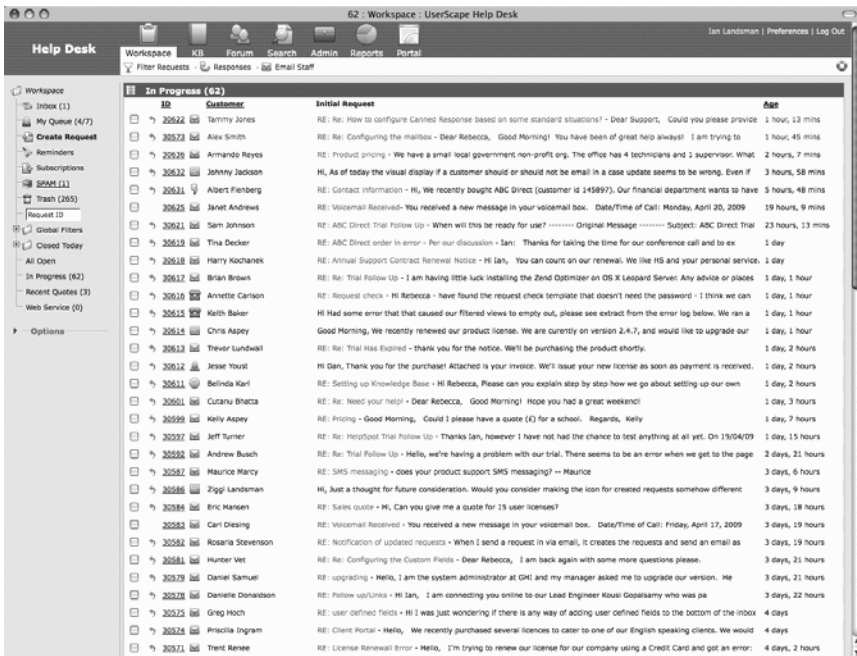 62 : Workspace : UserScape Help Desk
Ian Landsman | Preferences | Log Out
Help Desk
Workspace KB Forum Search Admin Reports Portal
Filter Requests - Responses - Email Staff
Workspace
Inbox (1)
My Queue (4/7)
Create Request
Reminders
Subscriptions
SPAM (1)
Trash (265)
Request ID
Global Filters
Closed Today
All Open
In Progress (62)
Recent Quotes (3)
Web Service (0)
Options
In Progress (62)
ID Customer Initial Request Age
30622 Tammy Jones RE: Re: How to configure Canned Response based on some standard situations? - Dear Support, Could you please provide 1 hour, 13 mins
30573 Alex Smith RE: Re: Configuring the mailbox - Dear Rebecca, Good Morning! You have been of great help always! I am trying to 1 hour, 45 mins
30636 Armando Reyes RE: Product pricing - We have a small local government non-profit org. The office has 4 technicians and 1 supervisor. What 2 hours, 7 mins
30632 Johnny Jackson Hi, As of today the visual display if a customer should or should not be email in a case update seems to be wrong. Even if 3 hours, 58 mins
30631 Albert Fienberg RE: Contact information - Hi, We recently bought ABC Direct (customer id 145897). Our financial department wants to have 5 hours, 48 mins
30625 Janet Andrews RE: Voicemail Received- You received a new message in your voicemail box. Date/Time of Call: Monday, April 20, 2009 19 hours, 9 mins
30621 Sam Johnson RE: ABC Direct Trial Follow Up - When will this be ready for use? -------- Original Message -------- Subject: ABC Direct Trial 23 hours, 13 mins
30619 Tina Decker RE: ABC Direct order in error - Per our discussion - Ian: Thanks for taking the time for our conference call and to ex 1 day
30618 Harry Kochanek RE: Annual Support Contract Renewal Notice - Hi Ian, You can count on our renewal. We like HS and your personal service. 1 day
30617 Brian Brown RE: Re: Trial Follow Up - I am having little luck installing the Zend Optimizer on OS X Leopard Server. Any advice or places 1 day, 1 hour
30616 Annette Carlson RE: Request check - Hi Rebecca - have found the request check template that doesn't need the password - I think we can 1 day, 1 hour
30615 Keith Baker Hi Had some error that that caused our filtered views to empty out, please see extract from the error log below. We ran a 1 day, 1 hour
30614 Chris Aspey Good Morning, We recently renewed our product license. We are curently on version 2.4.7, and would like to upgrade our 1 day, 1 hour
30613 Trevor Lundwall RE: Re: Trial Has Expired - thank you for the notice. We'll be purchasing the product shortly. 1 day, 2 hours
30612 Jesse Youst Hi Dan, Thank you for the purchase! Attached is your invoice. We'll issue your new license as soon as payment is received. 1 day, 2 hours
30611 Belinda Karl RE: Setting up Knowledge Base - Hi Rebecca, Please can you explain step by step how we go about setting up our own 1 day, 2 hours
30601 Cutanu Bhatta RE: Re: Need your help! - Dear Rebecca, Good Morning! Hope you had a great weekend! 1 day, 3 hours
30599 Kelly Aspey RE: Pricing - Good Morning, Could I please have a quote (£) for a school. Regards, Kelly 1 day, 7 hours
30597 Jeff Turner RE: Re: HelpSpot Trial Follow Up - Thanks Ian, however I have not had the chance to test anything at all yet. On 19/04/09 1 day, 15 hours
30592 Andrew Busch RE: Re: Trial Follow Up - Hello, we're having a problem with our trial. There seems to be an error when we get to the page 2 days, 21 hours
30587 Maurice Marcy RE: SMS messaging - does your product support SMS messaging? -- Maurice 3 days, 6 hours
30586 Ziggi Landsman Hi, Just a thought for future consideration. Would you consider making the icon for created requests somehow different 3 days, 9 hours
30584 Eric Hansen RE: Sales quote - Hi, Can you give me a quote for 15 user licenses? 3 days, 18 hours
30583 Carl Diesing RE: Voicemail Received - You received a new message in your voicemail box. Date/Time of Call: Friday, April 17, 2009 3 days, 19 hours
30582 Rosaria Stevenson RE: Notification of updated requests - When I send a request in via email, it creates the requests and send an email as 3 days, 19 hours
30581 Hunter Vet RE: Re: Configuring the Custom Fields - Dear Rebecca, I am back again with some more questions please. 3 days, 21 hours
30579 Daniel Samuel RE: upgrading - Hello, I am the system administrator at GHI and my manager asked me to upgrade our version. He 3 days, 21 hours
30578 Danielle Donaldson RE: Follow up/Links - Hi Ian, I am connecting you online to our Lead Engineer Kousi Gopalsamy who was pa 3 days, 22 hours
30575 Greg Hoch RE: user defined fields - Hi I was just wondering if there is any way of adding user defined fields to the bottom of the inbox 4 days
30574 Priscilla Ingram RE: Client Portal - Hello, We recently purchased several licences to cater to one of our English speaking clients. We would 4 days
30571 Trent Renee RE: License Renewall Error - Hello, I'm trying to renew our license for our company using a Credit Card and got an error: 4 days, 2 hours